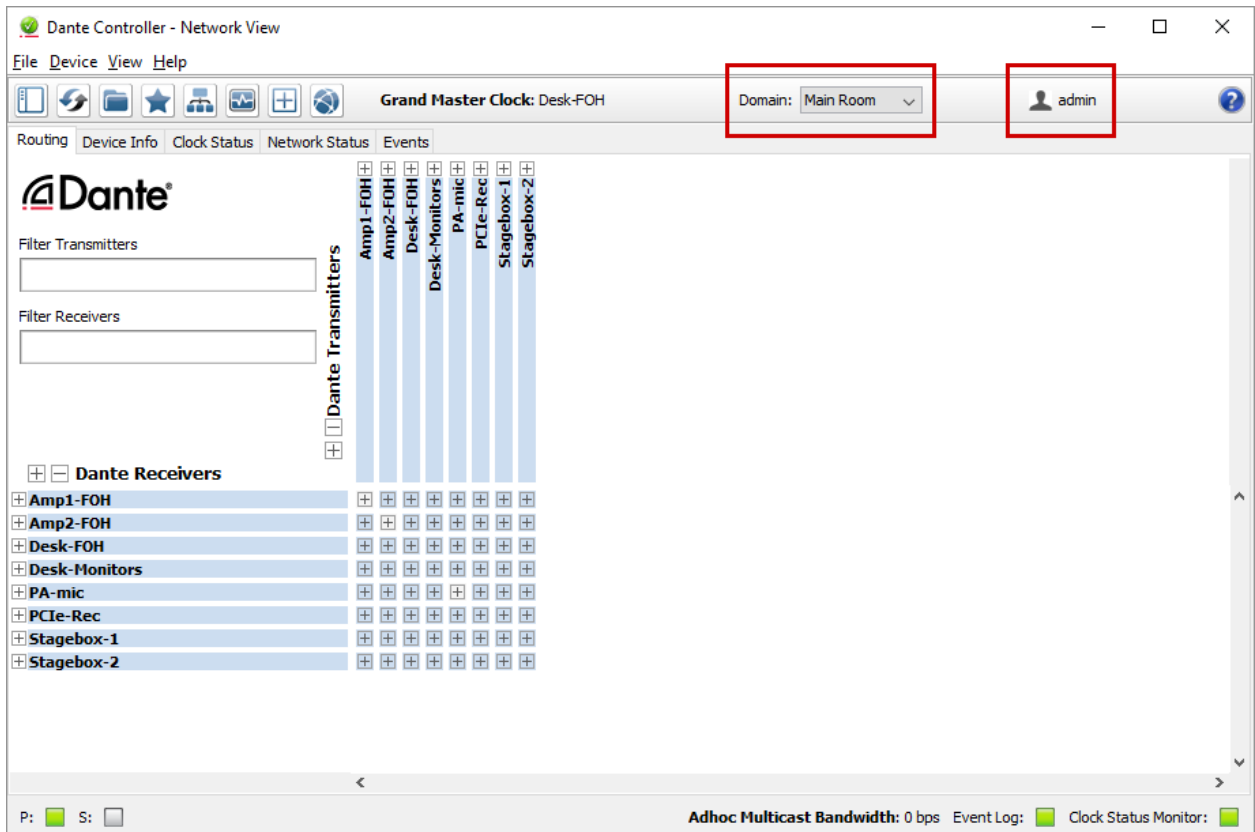 Dante Controller - Network View
File Device View Help
Grand Master Clock: Desk-FOH
Domain: Main Room
admin
Routing Device Info Clock Status Network Status Events
Dante®
Filter Transmitters
Filter Receivers
Dante Transmitters
Amp1-FOH
Amp2-FOH
Desk-FOH
Desk-Monitors
PA-mic
PCIe-Rec
Stagebox-1
Stagebox-2
Dante Receivers
Amp1-FOH
Amp2-FOH
Desk-FOH
Desk-Monitors
PA-mic
PCIe-Rec
Stagebox-1
Stagebox-2
P: S: Adhoc Multicast Bandwidth: 0 bps Event Log: Clock Status Monitor: